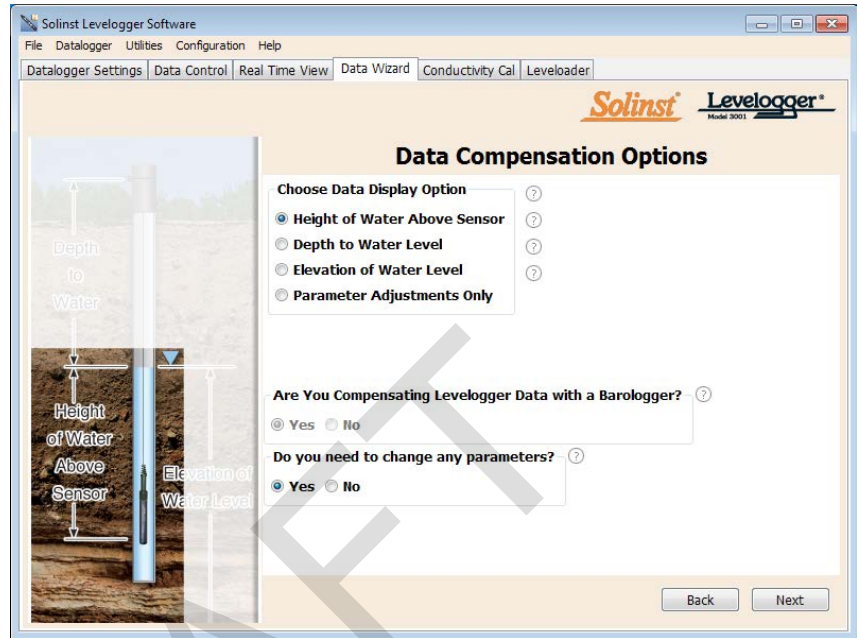 Solinst Levelogger Software
File Datalogger Utilities Configuration Help
Datalogger Settings Data Control Real Time View Data Wizard Conductivity Cal Leveloader
Solinst® Levelogger®
Model 3001
Data Compensation Options
Choose Data Display Option ?
Height of Water Above Sensor ?
Depth to Water Level ?
Elevation of Water Level ?
Parameter Adjustments Only
Are You Compensating Levelogger Data with a Barologger? ?
Yes No
Do you need to change any parameters? ?
Yes No
Depth
to
Water
Height
of Water
Above
Sensor
Elevation of
Water Level
Back Next